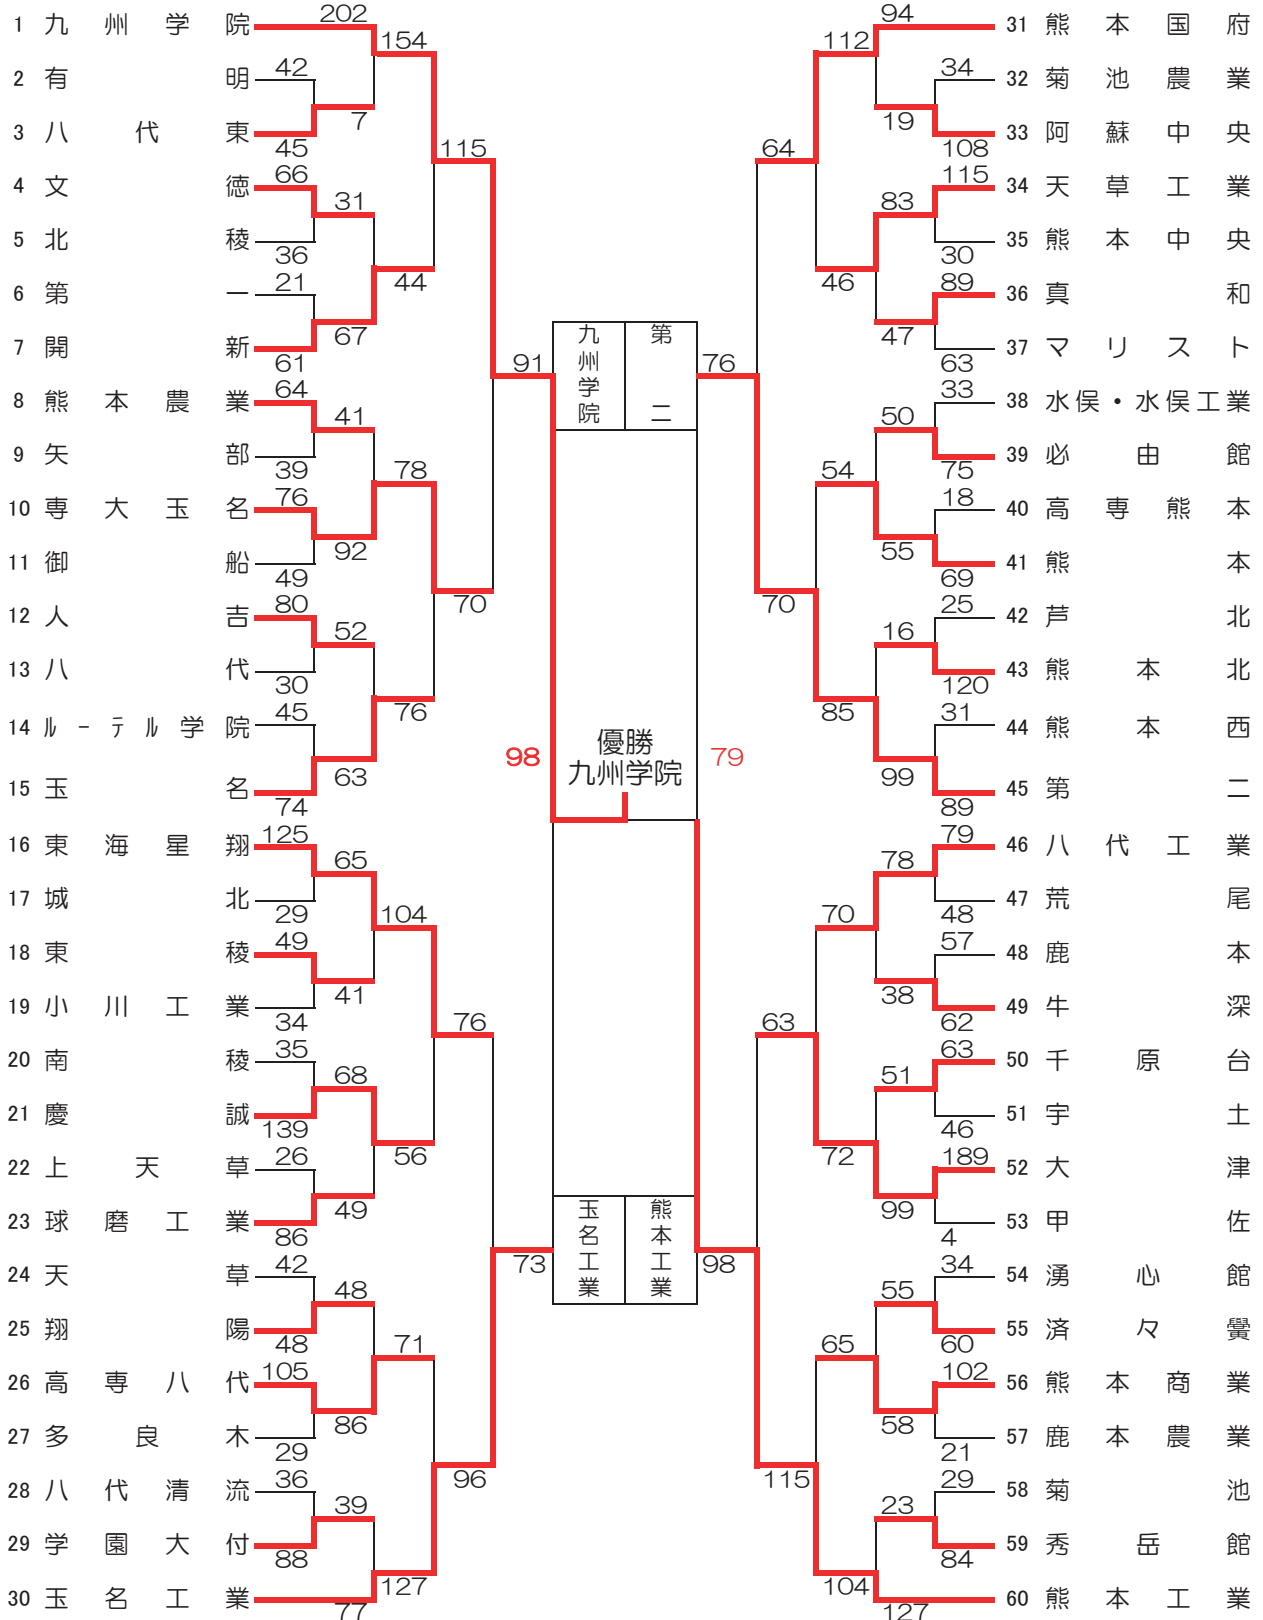 1 九州学院 202
2 有明 42
3 八代東 45
4 文徳 66
5 北稜 36
6 第一 21
7 開新 61
8 熊本農業 64
9 矢部 39
10 専大玉名 76
11 御船 49
12 人吉 80
13 八代 30
14 ルーテル学院 45
15 玉名 74
16 東海星翔 125
17 城北 29
18 東稜 49
19 小川工業 34
20 南稜 35
21 慶誠 139
22 上天草 26
23 球磨工業 86
24 天草 42
25 翔陽 48
26 高専八代 105
27 多良木 29
28 八代清流 36
29 学園大付 88
30 玉名工業 77
154
7
31
67
41
92
52
63
65
41
68
49
48
86
39
127
115
44
78
76
104
56
71
96
91
70
76
73
九州学院
第二
98
優勝
九州学院
79
玉名工業
熊本工業
76
98
64
70
63
115
112
46
54
85
70
72
65
104
19
83
47
50
55
16
99
78
38
51
99
55
58
23
94 31 熊本国府
34 32 菊池農業
108 33 阿蘇中央
115 34 天草工業
30 35 熊本中央
89 36 真和
63 37 マリスト
33 38 水俣・水俣工業
75 39 必由館
18 40 高専熊本
69 41 熊本
25 42 芦北
120 43 熊本北
31 44 熊本西
89 45 第二
79 46 八代工業
48 47 荒尾
57 48 鹿本
62 49 牛深
63 50 千原台
46 51 宇土
189 52 大津
4 53 甲佐
34 54 湧心館
60 55 済々黌
102 56 熊本商業
21 57 鹿本農業
29 58 菊池
84 59 秀岳館
127 60 熊本工業